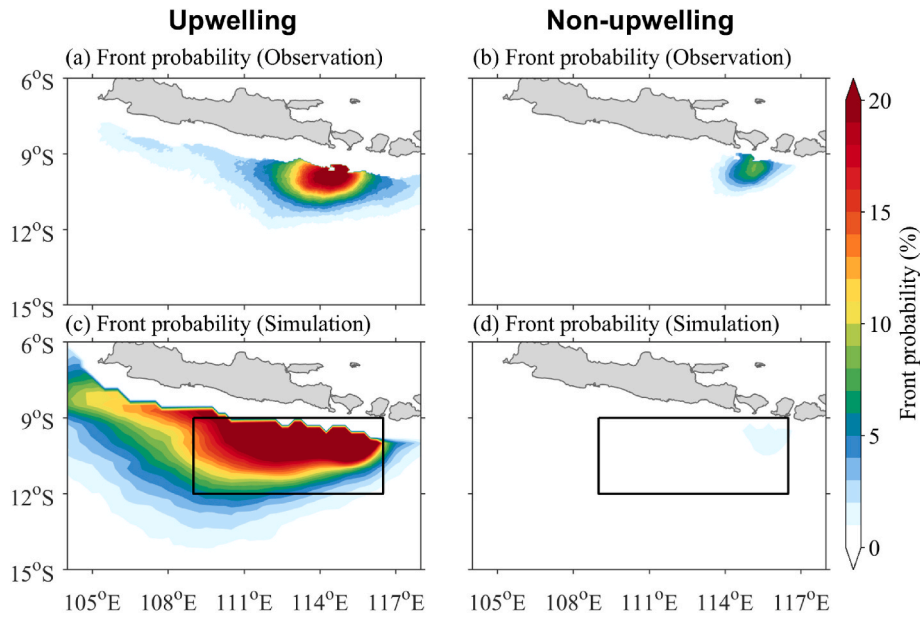 Upwelling
Non-upwelling
(a) Front probability (Observation)
(b) Front probability (Observation)
6°S
9°S
12°S
15°S
(c) Front probability (Simulation)
(d) Front probability (Simulation)
6°S
9°S
12°S
15°S
105°E 108°E 111°E 114°E 117°E
105°E 108°E 111°E 114°E 117°E
20
15
10
5
0
Front probability (%)